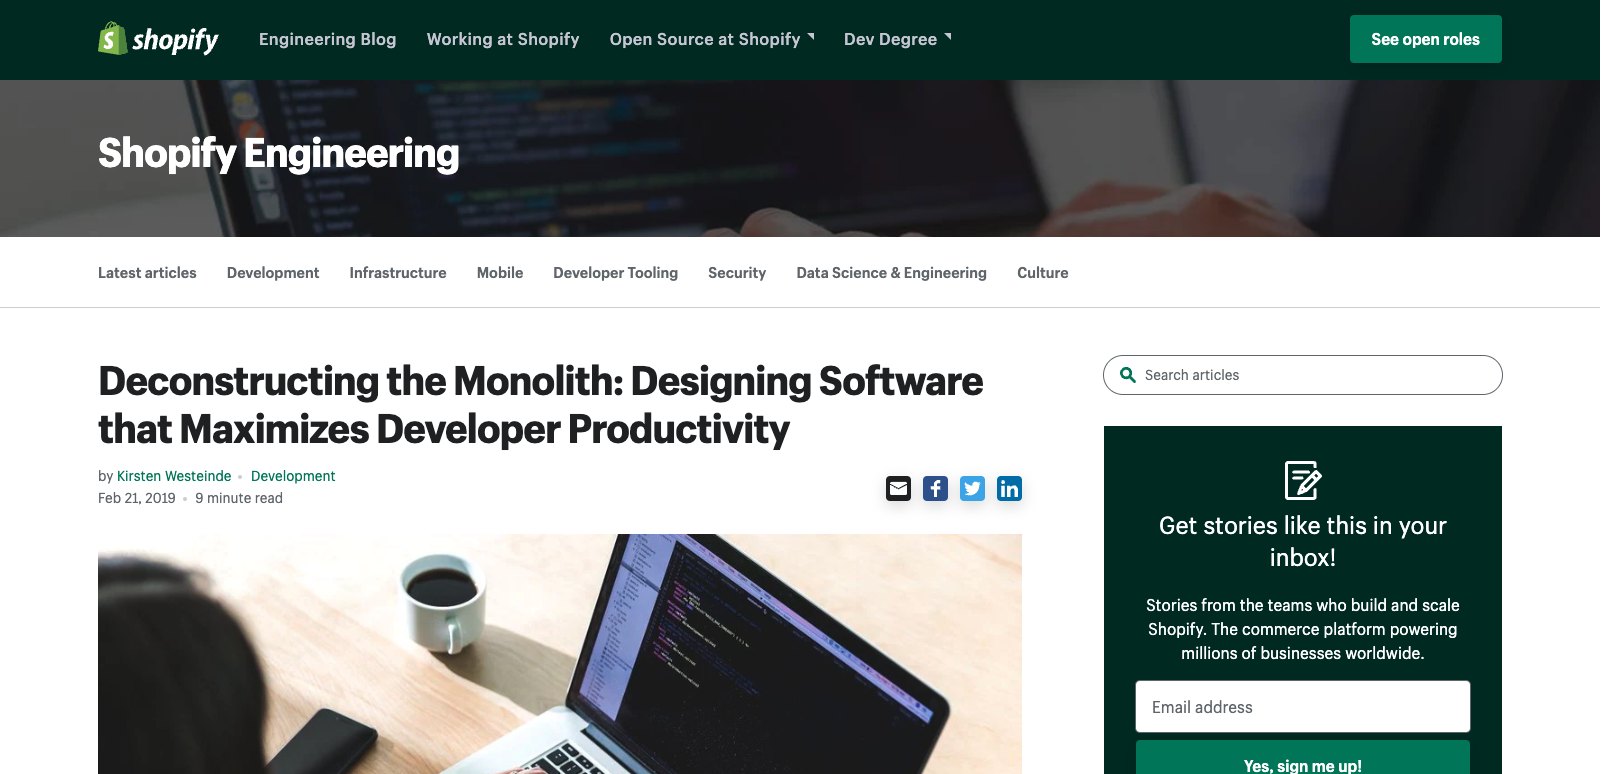 shopify
Engineering Blog
Working at Shopify
Open Source at Shopify
Dev Degree
See open roles
Shopify Engineering
Latest articles
Development
Infrastructure
Mobile
Developer Tooling
Security
Data Science & Engineering
Culture
Deconstructing the Monolith: Designing Software
that Maximizes Developer Productivity
by Kirsten Westeinde • Development
Feb 21, 2019 • 9 minute read
Search articles
Get stories like this in your
inbox!
Stories from the teams who build and scale
Shopify. The commerce platform powering
millions of businesses worldwide.
Email address
Yes, sign me up!